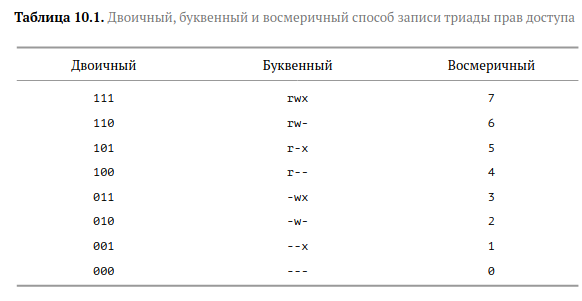 Таблица 10.1. Двоичный, буквенный и восмеричный способ записи триады прав доступа
Двоичный Буквенный Восмеричный
111 rwx 7
110 rw- 6
101 r-x 5
100 r-- 4
011 -wx 3
010 -w- 2
001 --x 1
000 --- 0